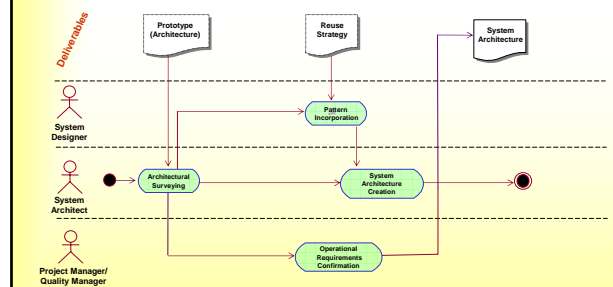 Deliverables
Prototype
(Architecture)
Reuse
Strategy
System
Architecture
System
Designer
Pattern
Incorporation
System
Architect
Architectural
Surveying
System
Architecture
Creation
Project Manager/
Quality Manager
Operational
Requirements
Confirmation